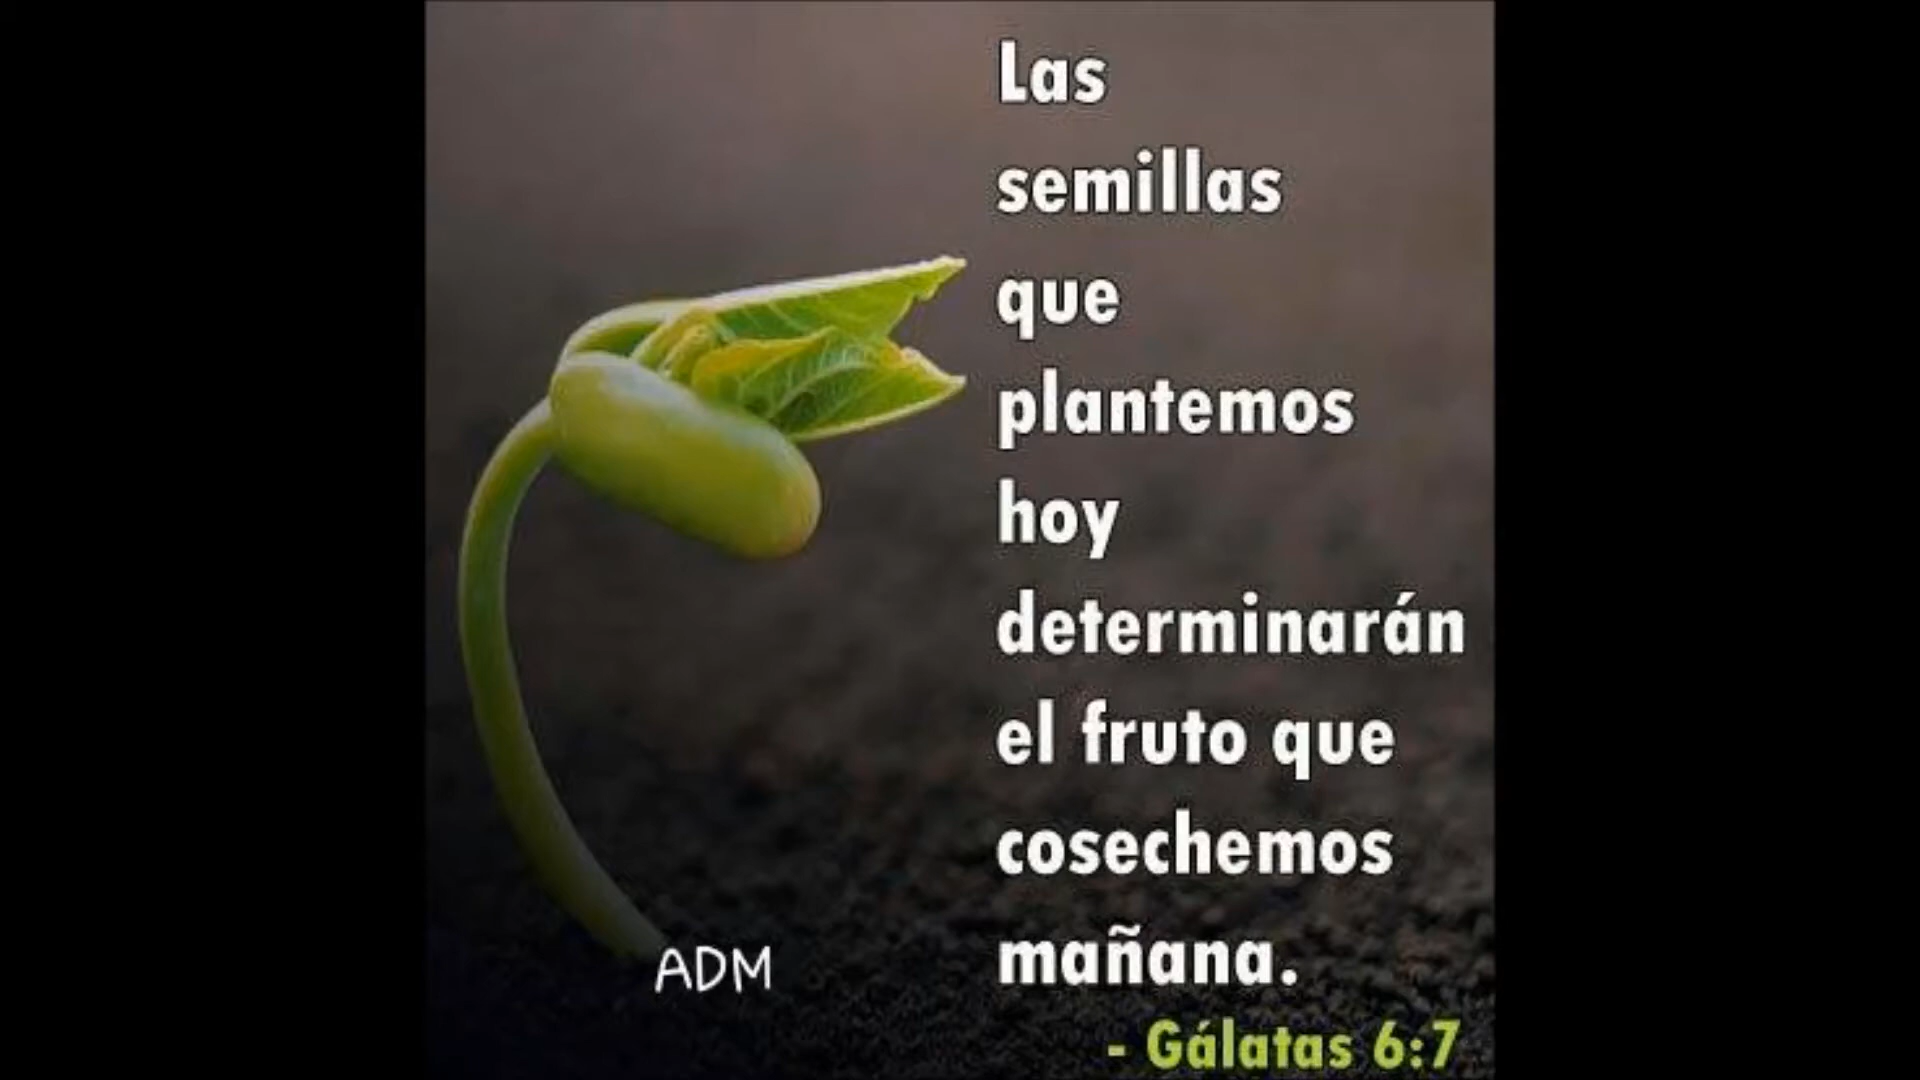 Las
semillas
que
plantemos
hoy
determinarán
el fruto que
cosechemos
mañana.
ADM
- Gálatas 6:7